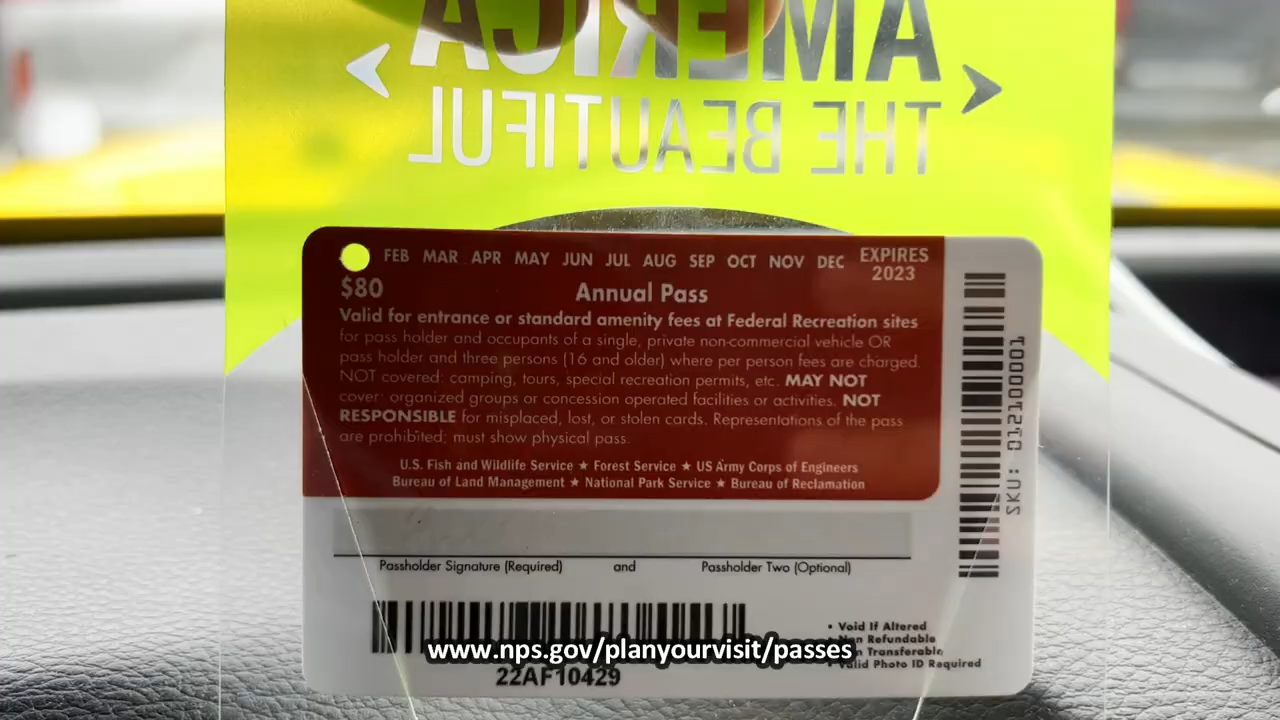 AMERICA
THE BEAUTIFUL
FEB MAR APR MAY JUN JUL AUG SEP OCT NOV DEC EXPIRES 2023
$80
Annual Pass
Valid for entrance or standard amenity fees at Federal Recreation sites
for pass holder and occupants of a single, private non-commercial vehicle OR
pass holder and three persons (16 and older) where per person fees are charged.
NOT covered: camping, tours, special recreation permits, etc. MAY NOT
cover: organized groups or concession operated facilities or activities. NOT
RESPONSIBLE for misplaced, lost, or stolen cards. Representations of the pass
are prohibited; must show physical pass.
U.S. Fish and Wildlife Service ★ Forest Service ★ US Army Corps of Engineers
Bureau of Land Management ★ National Park Service ★ Bureau of Reclamation
Passholder Signature (Required) and Passholder Two (Optional)
SKU: 012100001
• Void If Altered
• Non Refundable
Transferable
• Valid Photo ID Required
www.nps.gov/planyourvisit/passes
22AF10429